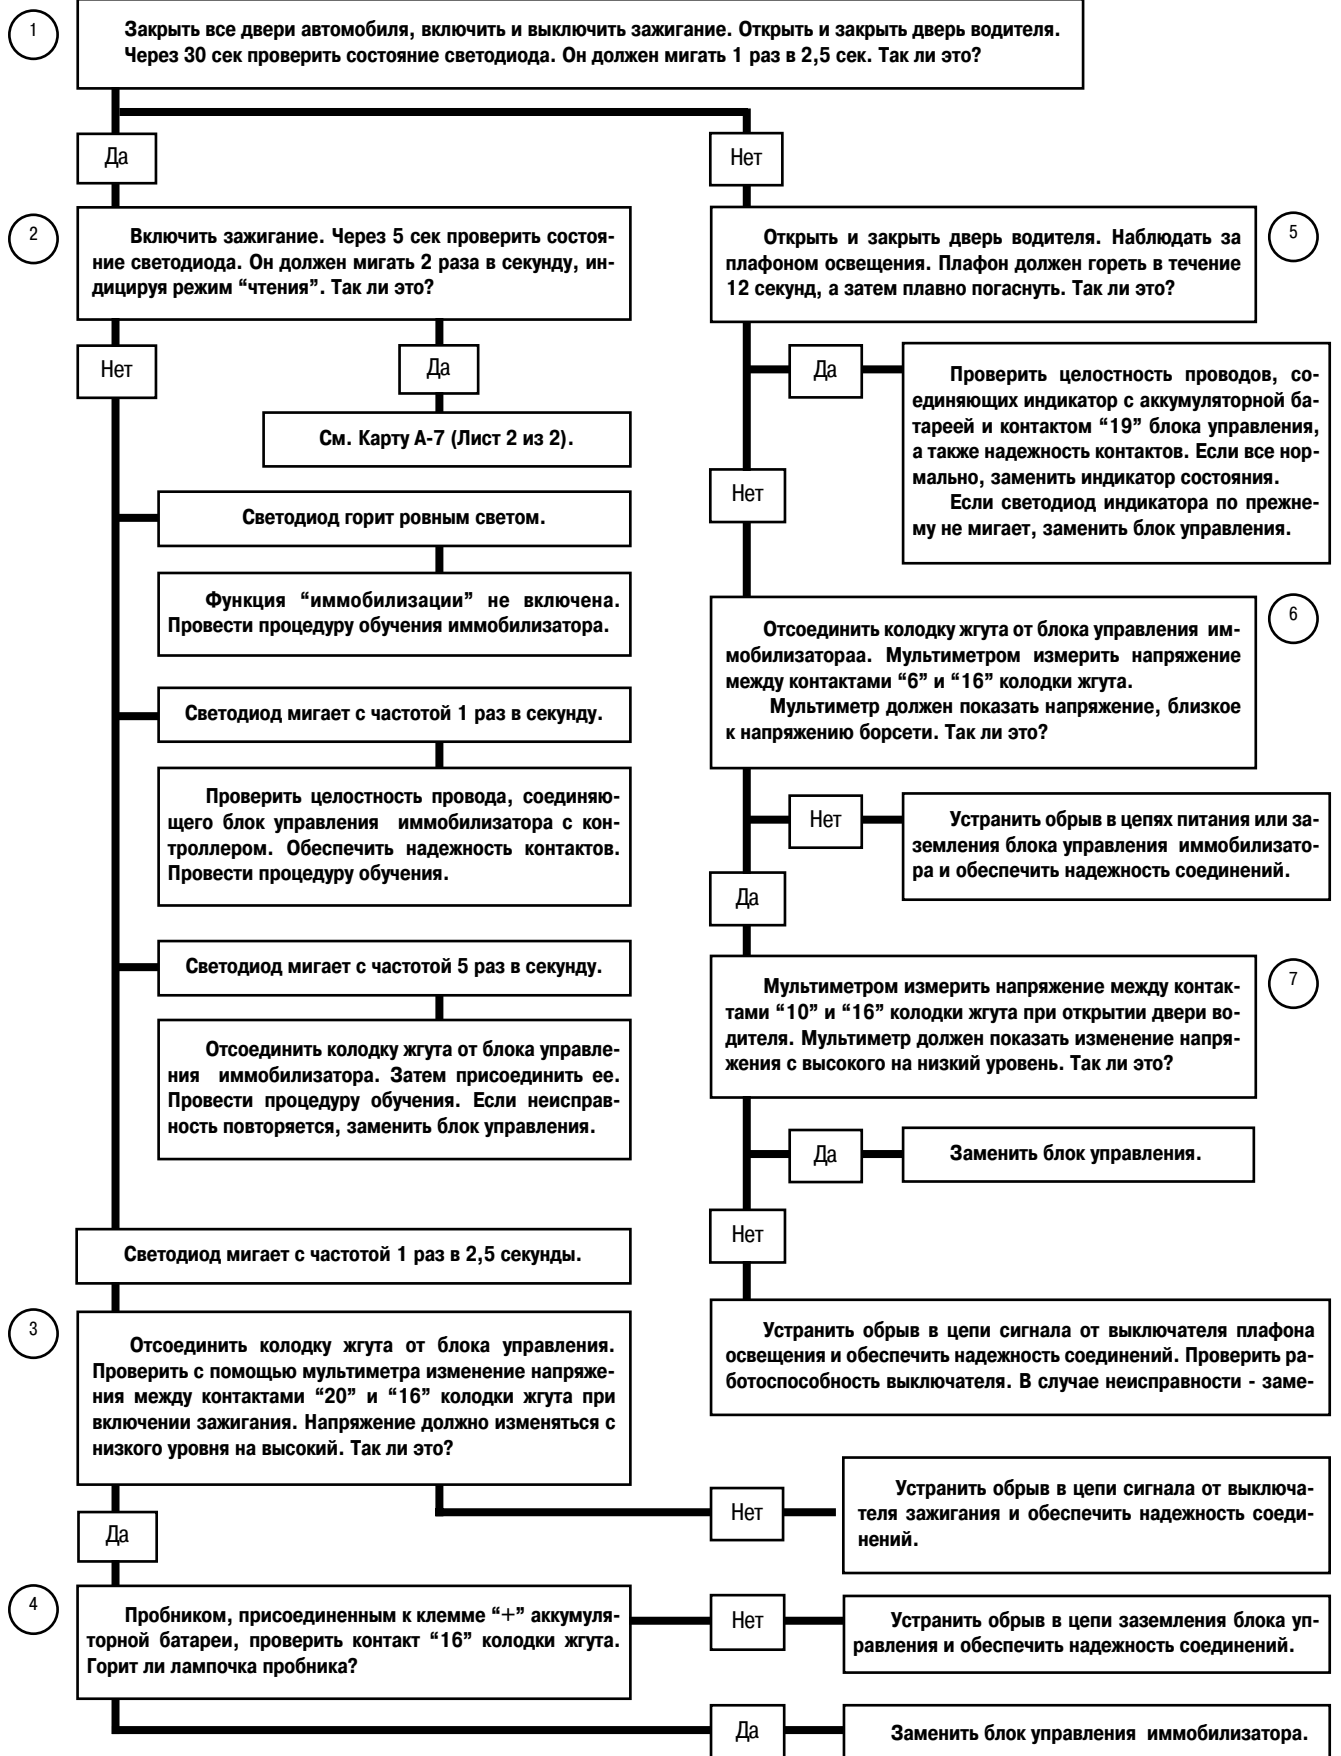 1
Закрыть все двери автомобиля, включить и выключить зажигание. Открыть и закрыть дверь водителя.
Через 30 сек проверить состояние светодиода. Он должен мигать 1 раз в 2,5 сек. Так ли это?
Да
Нет
2
Включить зажигание. Через 5 сек проверить состоя-
ние светодиода. Он должен мигать 2 раза в секунду, ин-
дицируя режим “чтения”. Так ли это?
Нет
Да
См. Карту А-7 (Лист 2 из 2).
Светодиод горит ровным светом.
Функция “иммобилизации” не включена.
Провести процедуру обучения иммобилизатора.
Светодиод мигает с частотой 1 раз в секунду.
Проверить целостность провода, соединяю-
щего блок управления иммобилизатора с кон-
троллером. Обеспечить надежность контактов.
Провести процедуру обучения.
Светодиод мигает с частотой 5 раз в секунду.
Отсоединить колодку жгута от блока управле-
ния иммобилизатора. Затем присоединить ее.
Провести процедуру обучения. Если неисправ-
ность повторяется, заменить блок управления.
Светодиод мигает с частотой 1 раз в 2,5 секунды.
3
Отсоединить колодку жгута от блока управления.
Проверить с помощью мультиметра изменение напряже-
ния между контактами “20” и “16” колодки жгута при
включении зажигания. Напряжение должно изменяться с
низкого уровня на высокий. Так ли это?
Да
Нет
Устранить обрыв в цепи сигнала от выключа-
теля зажигания и обеспечить надежность соеди-
нений.
4
Пробником, присоединенным к клемме “+” аккумуля-
торной батареи, проверить контакт “16” колодки жгута.
Горит ли лампочка пробника?
Нет
Устранить обрыв в цепи заземления блока уп-
равления и обеспечить надежность соединений.
Да
Заменить блок управления иммобилизатора.
5
Открыть и закрыть дверь водителя. Наблюдать за
плафоном освещения. Плафон должен гореть в течение
12 секунд, а затем плавно погаснуть. Так ли это?
Да
Проверить целостность проводов, со-
единяющих индикатор с аккумуляторной ба-
тареей и контактом “19” блока управления,
а также надежность контактов. Если все нор-
мально, заменить индикатор состояния.
Если светодиод индикатора по прежне-
му не мигает, заменить блок управления.
Нет
6
Отсоединить колодку жгута от блока управления им-
мобилизатораа. Мультиметром измерить напряжение
между контактами “6” и “16” колодки жгута.
Мультиметр должен показать напряжение, близкое
к напряжению борсети. Так ли это?
Нет
Устранить обрыв в цепях питания или за-
земления блока управления иммобилизато-
ра и обеспечить надежность соединений.
Да
7
Мультиметром измерить напряжение между контак-
тами “10” и “16” колодки жгута при открытии двери во-
дителя. Мультиметр должен показать изменение напря-
жения с высокого на низкий уровень. Так ли это?
Да
Заменить блок управления.
Нет
Устранить обрыв в цепи сигнала от выключателя плафона
освещения и обеспечить надежность соединений. Проверить ра-
ботоспособность выключателя. В случае неисправности - заме-